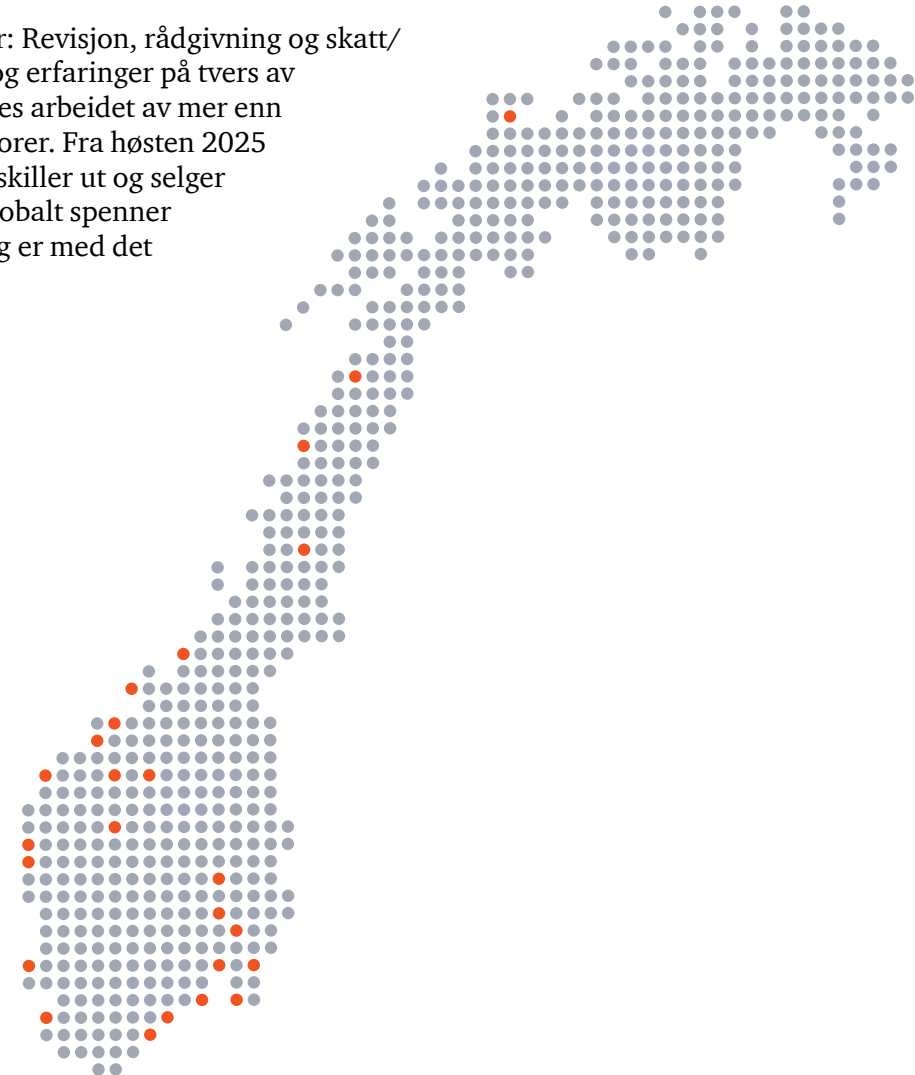 r: Revisjon, rådgivning og skatt/
og erfaringer på tvers av
es arbeidet av mer enn
orer. Fra høsten 2025
skiller ut og selger
obalt spenner
g er med det